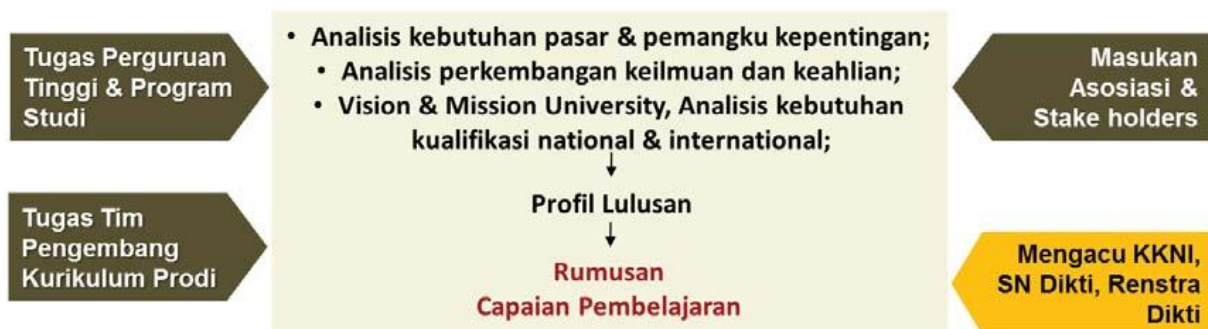 Tugas Perguruan
Tinggi & Program
Studi
• Analisis kebutuhan pasar & pemangku kepentingan;
• Analisis perkembangan keilmuan dan keahlian;
• Vision & Mission University, Analisis kebutuhan
kualifikasi national & international;
Masukan
Asosiasi &
Stake holders
Profil Lulusan
Tugas Tim
Pengembang
Kurikulum Prodi
Rumusan
Capaian Pembelajaran
Mengacu KKNI,
SN Dikti, Renstra
Dikti